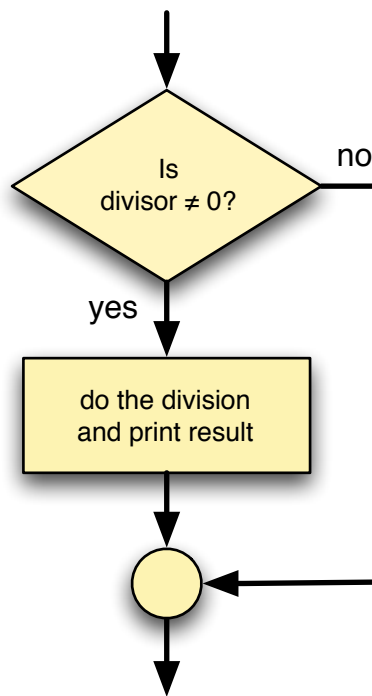 Is
divisor ≠ 0?
no
yes
do the division
and print result